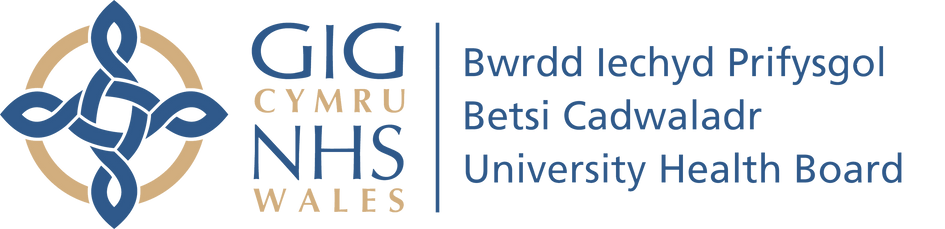 GIG
CYMRU
NHS
WALES
Bwrdd Iechyd Prifysgol
Betsi Cadwaladr
University Health Board